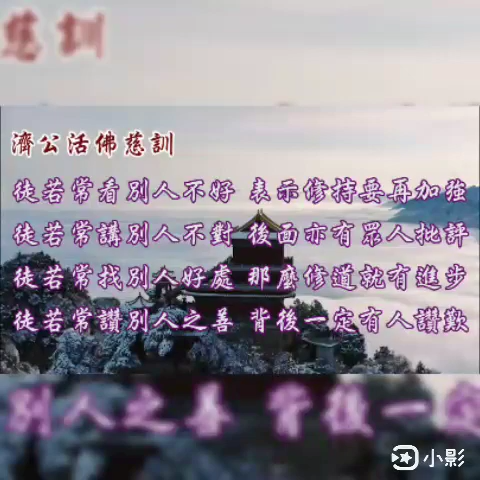 慈訓
濟公活佛慈訓
徒若常看別人不好 表示修持要再加強
徒若常講別人不對 後面亦有眾人批評
徒若常找別人好處 那麼修道就有進步
徒若常讚別人之善 背後一定有人讚歎
別人之善 背後一定
小影